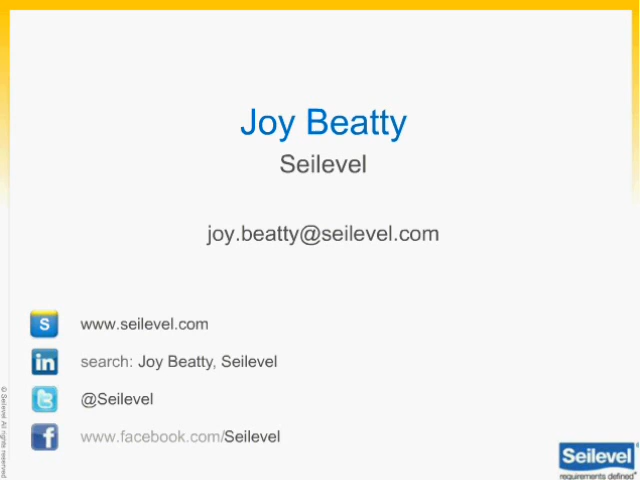 Joy Beatty
Seilevel
joy.beatty@seilevel.com
S www.seilevel.com
in search: Joy Beatty, Seilevel
t @Seilevel
f www.facebook.com/Seilevel
© Seilevel All rights reserved
Seilevel®
requirements defined